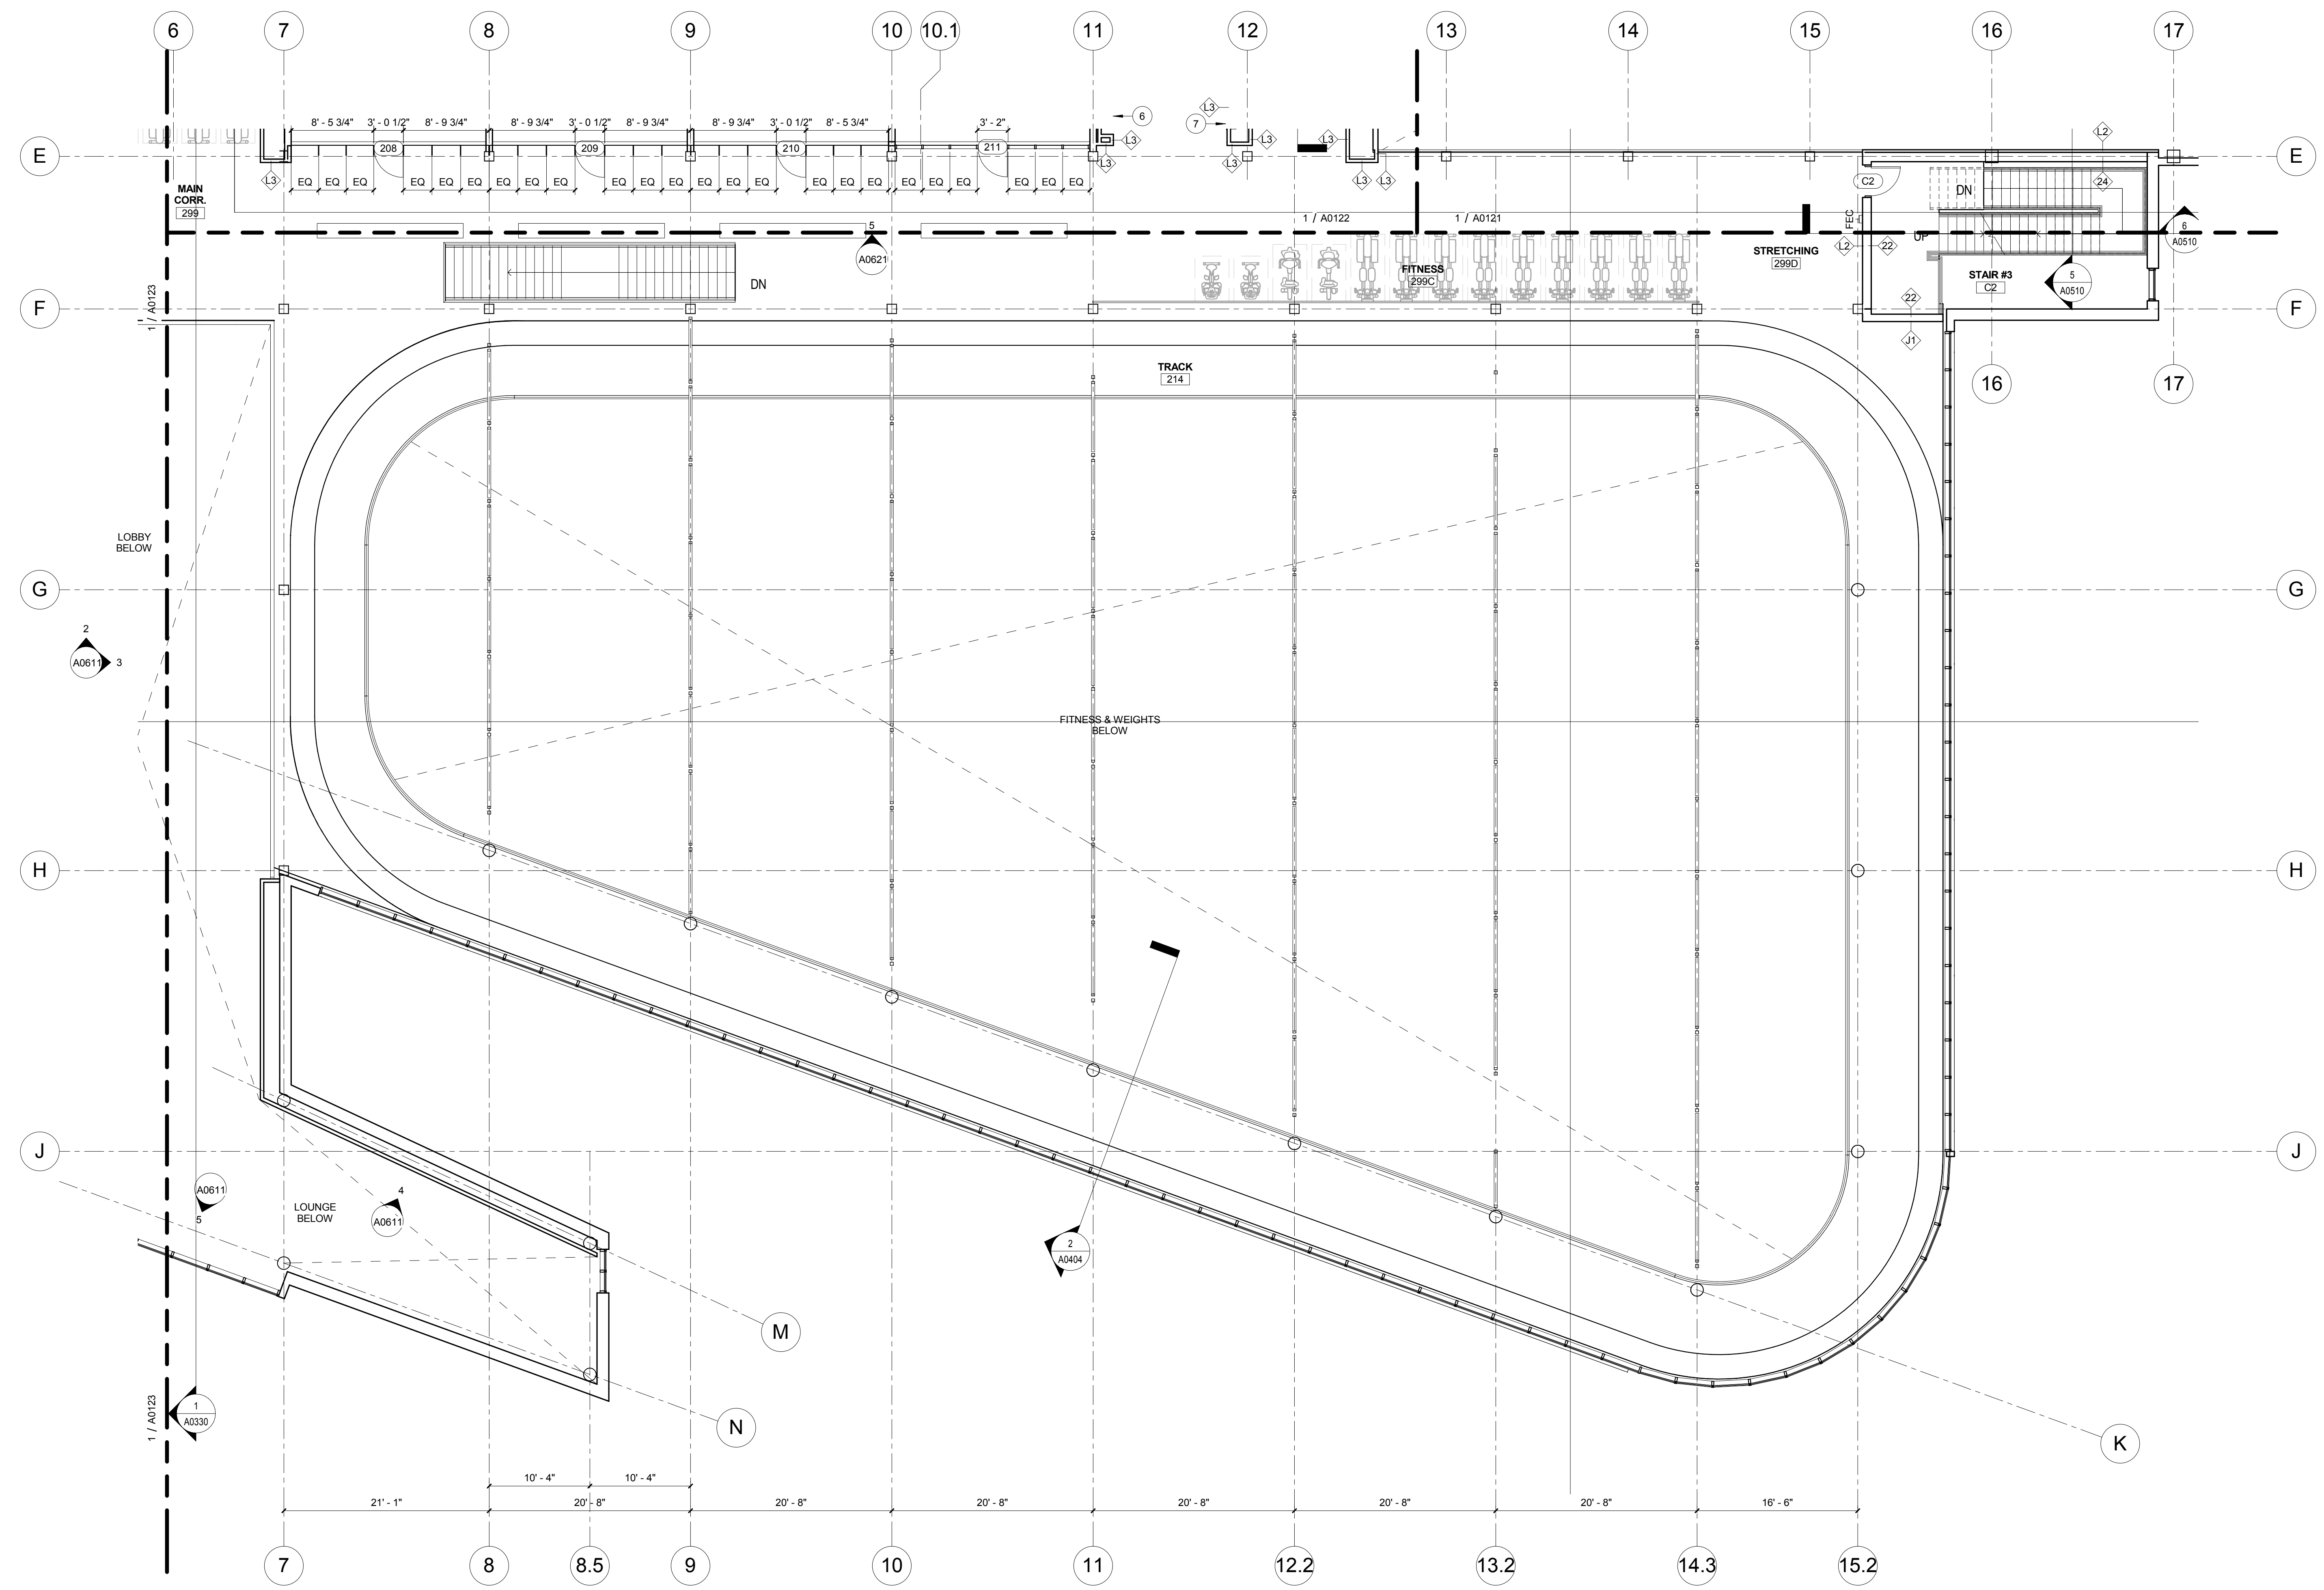 6 7 8 9 10 10.1 11 12 13 14 15 16 17
6
L3
7
8' - 5 3/4" 3' - 0 1/2" 8' - 9 3/4" 8' - 9 3/4" 3' - 0 1/2" 8' - 9 3/4" 8' - 9 3/4" 3' - 0 1/2" 8' - 5 3/4" 3' - 2"
L3 L3 L3 L2
E 208 209 210 211 E
L3 L3
L3 L3 L3
EQ EQ EQ EQ EQ EQ EQ EQ EQ EQ EQ EQ EQ EQ EQ EQ EQ EQ EQ EQ EQ EQ EQ EQ
C2 24
MAIN
CORR.
299
DN
1 / A0122 1 / A0121
FEC
5
A0621
UP
6
A0510
L2 22
STRETCHING
299D
FITNESS
299C
STAIR #3
C2
5
A0510
DN
1 / A0123
F F
22
J1
TRACK
214
16 17
LOBBY
BELOW
G G
2
A0611 3
FITNESS & WEIGHTS
BELOW
H H
J J
A0611
5
4
A0611
LOUNGE
BELOW
2
A0404
M
1
A0330
1 / A0123
N
K
10' - 4" 10' - 4"
21' - 1" 20' - 8" 20' - 8" 20' - 8" 20' - 8" 20' - 8" 20' - 8" 16' - 6"
7 8 8.5 9 10 11 12.2 13.2 14.3 15.2